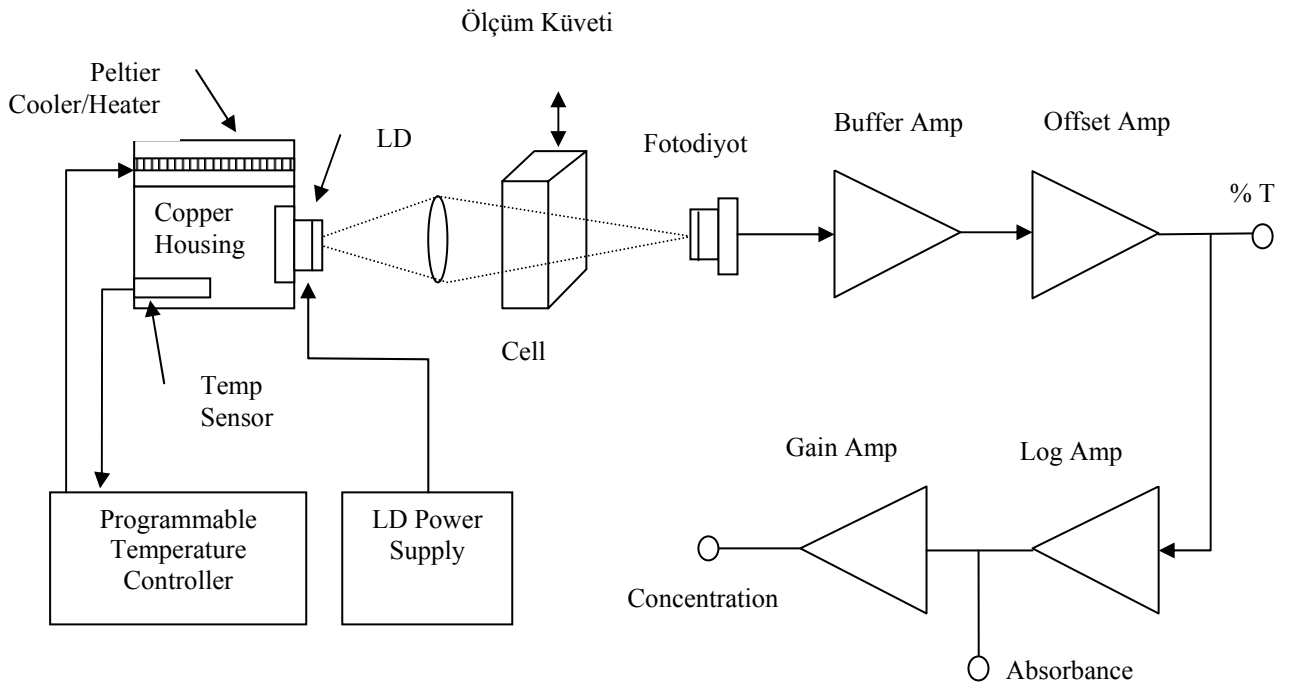 Ölçüm Küveti
Peltier
Cooler/Heater
LD
Fotodiyot
Buffer Amp
Offset Amp
% T
Copper
Housing
Cell
Temp
Sensor
Gain Amp
Log Amp
Programmable
Temperature
Controller
LD Power
Supply
Concentration
Absorbance